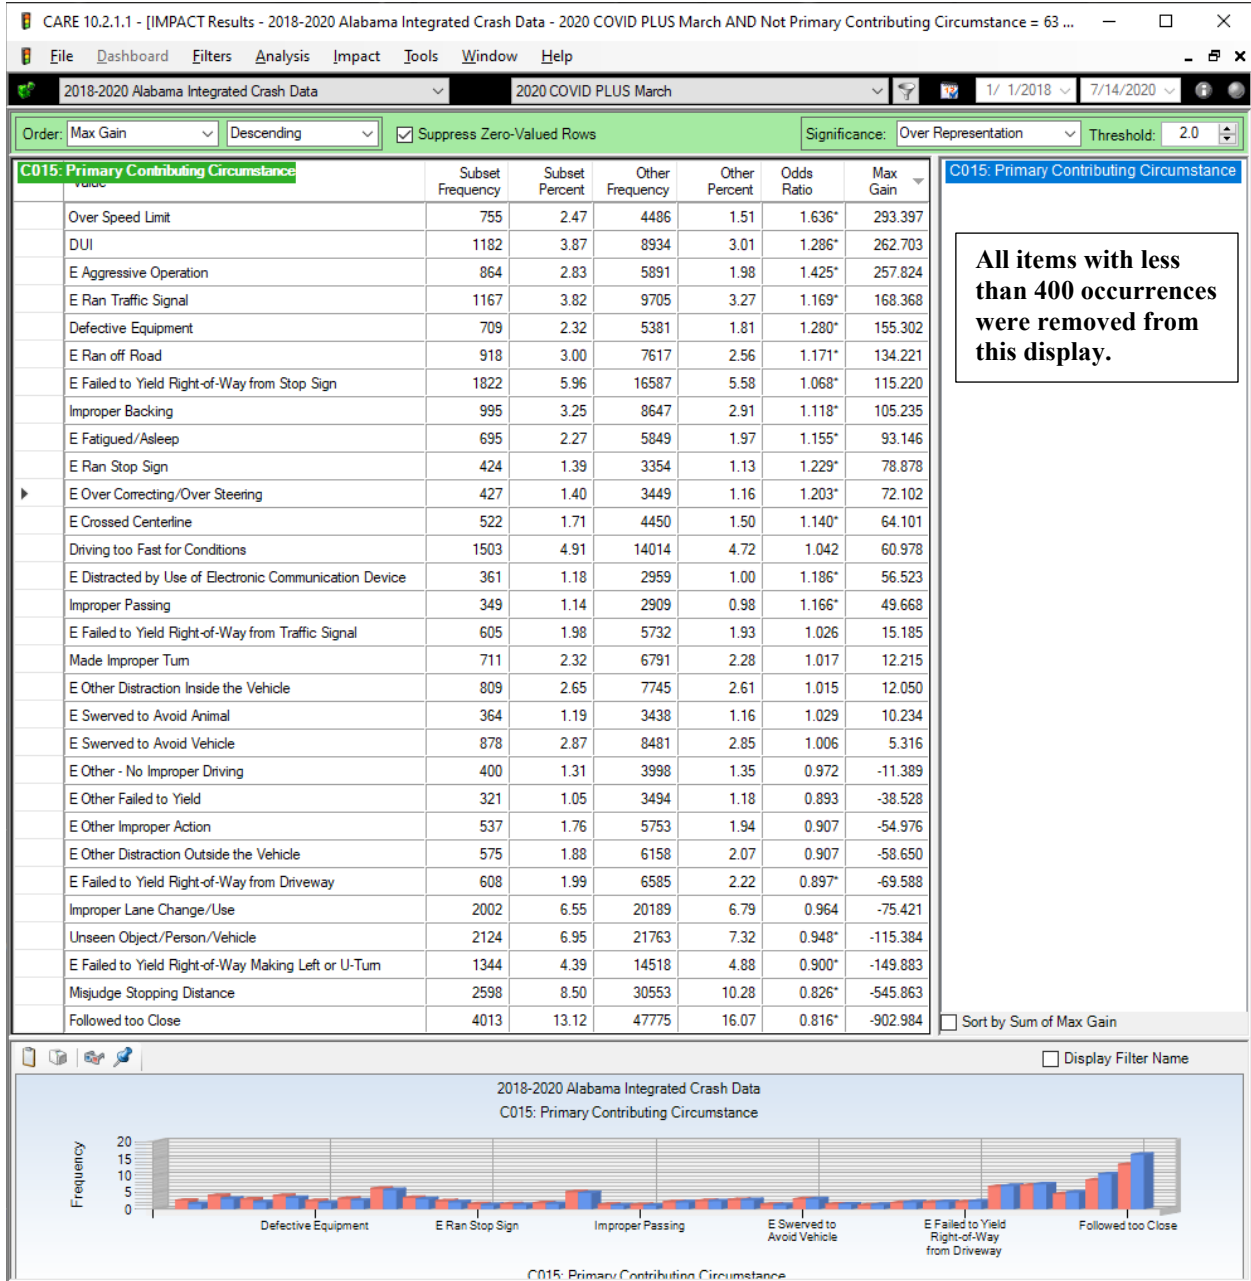 CARE 10.2.1.1 - [IMPACT Results - 2018-2020 Alabama Integrated Crash Data - 2020 COVID PLUS March AND Not Primary Contributing Circumstance = 63 ...
File Dashboard Filters Analysis Impact Tools Window Help
2018-2020 Alabama Integrated Crash Data 2020 COVID PLUS March 1/ 1/2018 7/14/2020
Order: Max Gain Descending Suppress Zero-Valued Rows Significance: Over Representation Threshold: 2.0
C015: Primary Contributing Circumstance Subset Frequency Subset Percent Other Frequency Other Percent Odds Ratio Max Gain
Over Speed Limit 755 2.47 4486 1.51 1.636* 293.397
DUI 1182 3.87 8934 3.01 1.286* 262.703
E Aggressive Operation 864 2.83 5891 1.98 1.425* 257.824
E Ran Traffic Signal 1167 3.82 9705 3.27 1.169* 168.368
Defective Equipment 709 2.32 5381 1.81 1.280* 155.302
E Ran off Road 918 3.00 7617 2.56 1.171* 134.221
E Failed to Yield Right-of-Way from Stop Sign 1822 5.96 16587 5.58 1.068* 115.220
Improper Backing 995 3.25 8647 2.91 1.118* 105.235
E Fatigued/Asleep 695 2.27 5849 1.97 1.155* 93.146
E Ran Stop Sign 424 1.39 3354 1.13 1.229* 78.878
E Over Correcting/Over Steering 427 1.40 3449 1.16 1.203* 72.102
E Crossed Centerline 522 1.71 4450 1.50 1.140* 64.101
Driving too Fast for Conditions 1503 4.91 14014 4.72 1.042 60.978
E Distracted by Use of Electronic Communication Device 361 1.18 2959 1.00 1.186* 56.523
Improper Passing 349 1.14 2909 0.98 1.166* 49.668
E Failed to Yield Right-of-Way from Traffic Signal 605 1.98 5732 1.93 1.026 15.185
Made Improper Turn 711 2.32 6791 2.28 1.017 12.215
E Other Distraction Inside the Vehicle 809 2.65 7745 2.61 1.015 12.050
E Swerved to Avoid Animal 364 1.19 3438 1.16 1.029 10.234
E Swerved to Avoid Vehicle 878 2.87 8481 2.85 1.006 5.316
E Other - No Improper Driving 400 1.31 3998 1.35 0.972 -11.389
E Other Failed to Yield 321 1.05 3494 1.18 0.893 -38.528
E Other Improper Action 537 1.76 5753 1.94 0.907 -54.976
E Other Distraction Outside the Vehicle 575 1.88 6158 2.07 0.907 -58.650
E Failed to Yield Right-of-Way from Driveway 608 1.99 6585 2.22 0.897* -69.588
Improper Lane Change/Use 2002 6.55 20189 6.79 0.964 -75.421
Unseen Object/Person/Vehicle 2124 6.95 21763 7.32 0.948* -115.384
E Failed to Yield Right-of-Way Making Left or U-Turn 1344 4.39 14518 4.88 0.900* -149.883
Misjudge Stopping Distance 2598 8.50 30553 10.28 0.826* -545.863
Followed too Close 4013 13.12 47775 16.07 0.816* -902.984
C015: Primary Contributing Circumstance
All items with less
than 400 occurrences
were removed from
this display.
Sort by Sum of Max Gain
Display Filter Name
2018-2020 Alabama Integrated Crash Data
C015: Primary Contributing Circumstance
Frequency
20
15
10
5
0
Defective Equipment E Ran Stop Sign Improper Passing E Swerved to Avoid Vehicle E Failed to Yield Right-of-Way from Driveway Followed too Close
C015: Primary Contributing Circumstance